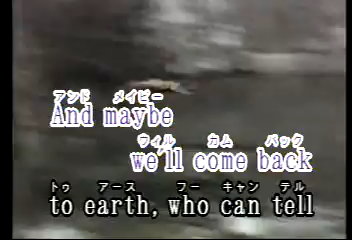 アンド メイビー
And maybe
ウィル カム バック
we'll come back
トゥ アース フー キャン テル
to earth, who can tell